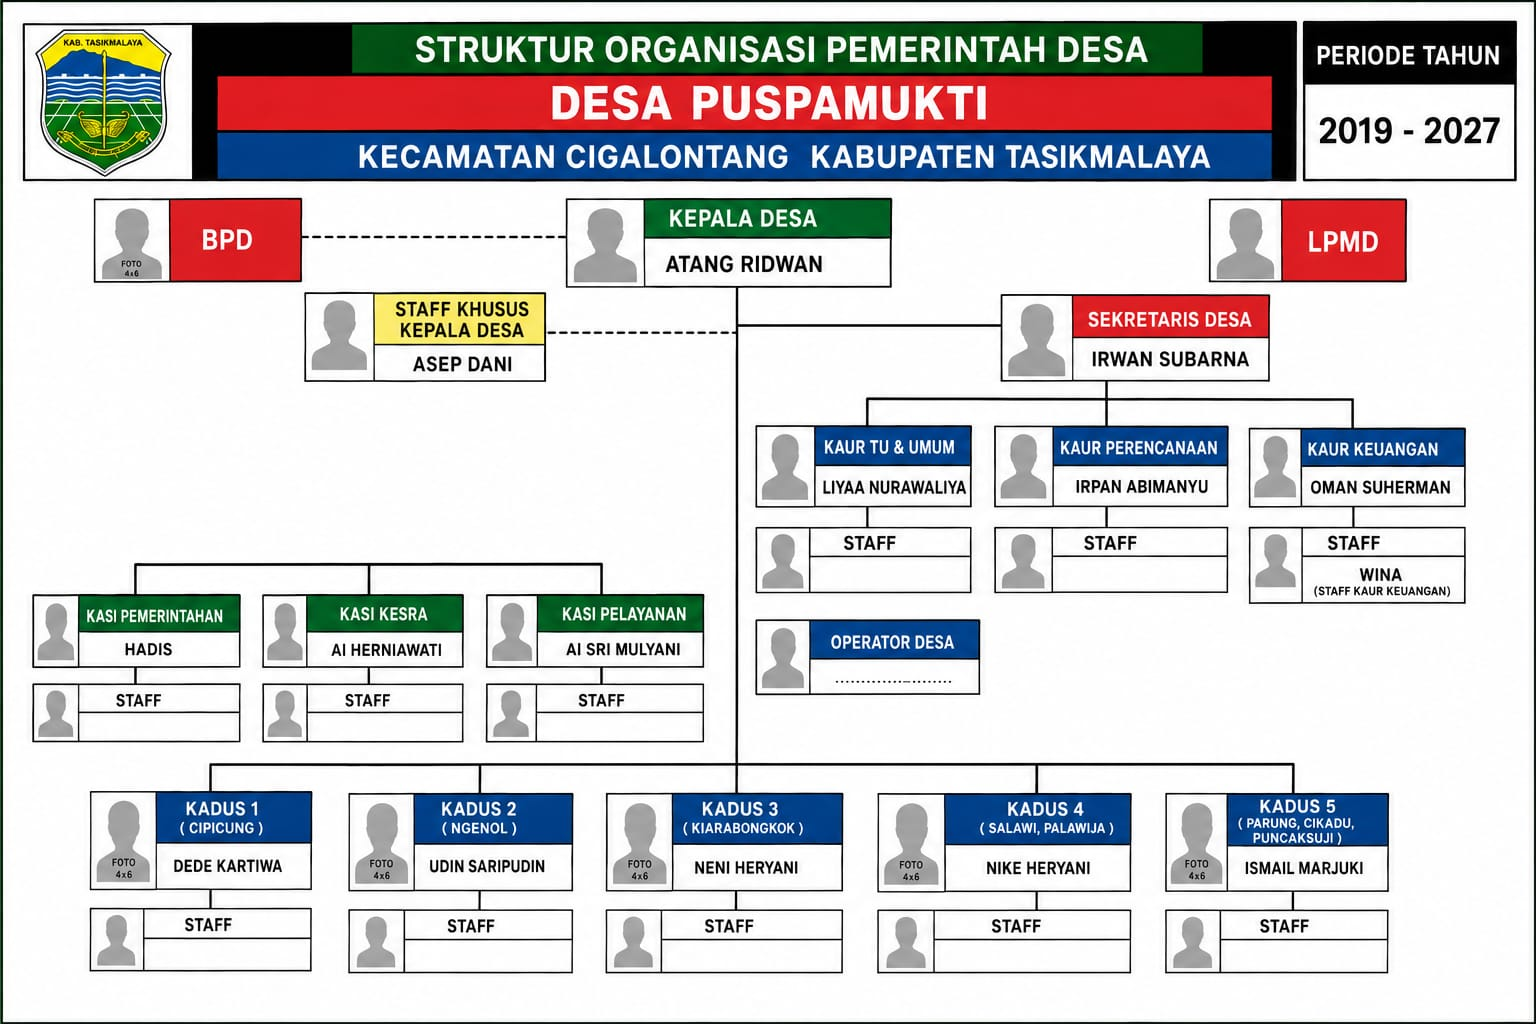 KAB. TASIKMALAYA
STRUKTUR ORGANISASI PEMERINTAH DESA
DESA PUSPAMUKTI
KECAMATAN CIGALONTANG KABUPATEN TASIKMALAYA
PERIODE TAHUN
2019 - 2027
FOTO
4x6
BPD
KEPALA DESA
ATANG RIDWAN
LPMD
STAFF KHUSUS
KEPALA DESA
ASEP DANI
SEKRETARIS DESA
IRWAN SUBARNA
KAUR TU & UMUM
LIYAA NURAWALIYA
KAUR PERENCANAAN
IRPAN ABIMANYU
KAUR KEUANGAN
OMAN SUHERMAN
STAFF
STAFF
STAFF
WINA
(STAFF KAUR KEUANGAN)
KASI PEMERINTAHAN
HADIS
KASI KESRA
AI HERNIAWATI
KASI PELAYANAN
AI SRI MULYANI
OPERATOR DESA
......................
STAFF
STAFF
STAFF
FOTO
4x6
KADUS 1
( CIPICUNG )
DEDE KARTIWA
FOTO
4x6
KADUS 2
( NGENOL )
UDIN SARIPUDIN
FOTO
4x6
KADUS 3
( KIARABONGKOK )
NENI HERYANI
FOTO
4x6
KADUS 4
( SALAWI, PALAWIJA )
NIKE HERYANI
FOTO
4x6
KADUS 5
( PARUNG, CIKADU,
PUNCAKSUJI )
ISMAIL MARJUKI
STAFF
STAFF
STAFF
STAFF
STAFF